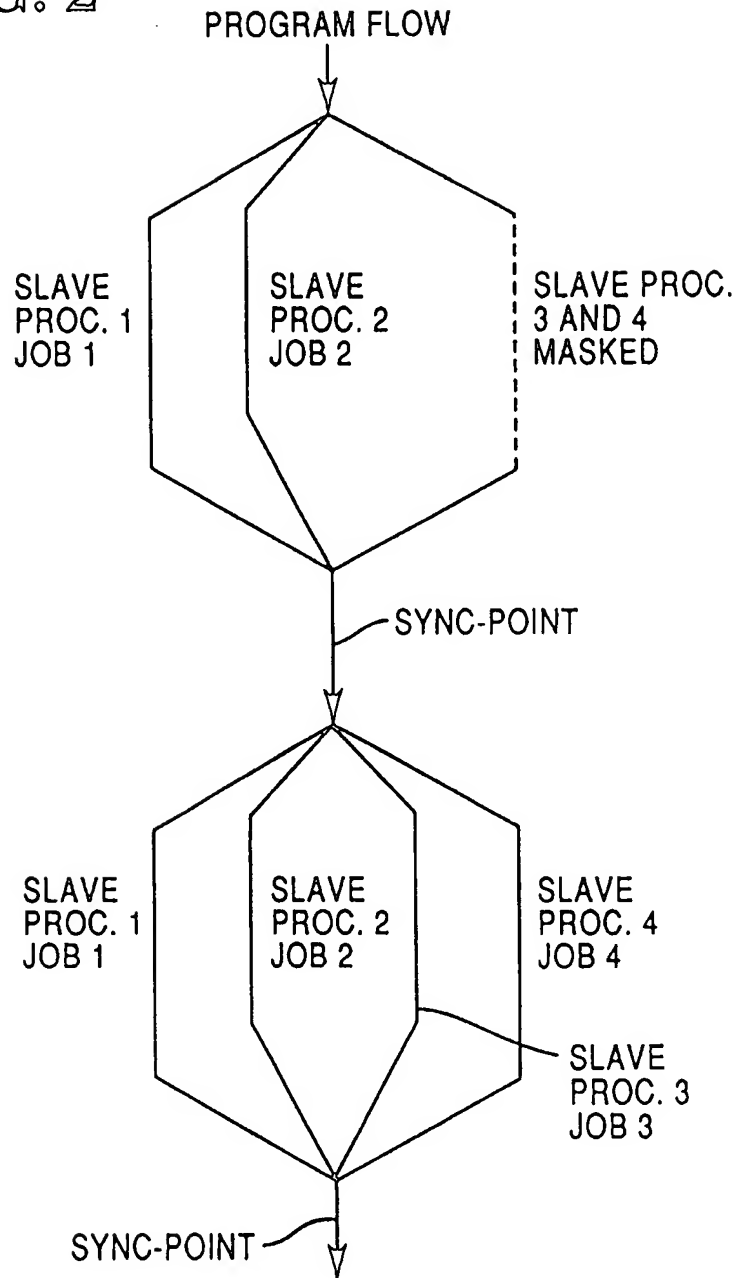 PROGRAM FLOW
SLAVE
PROC. 1
JOB 1
SLAVE
PROC. 2
JOB 2
SLAVE PROC.
3 AND 4
MASKED
SYNC-POINT
SLAVE
PROC. 1
JOB 1
SLAVE
PROC. 2
JOB 2
SLAVE
PROC. 4
JOB 4
SLAVE
PROC. 3
JOB 3
SYNC-POINT